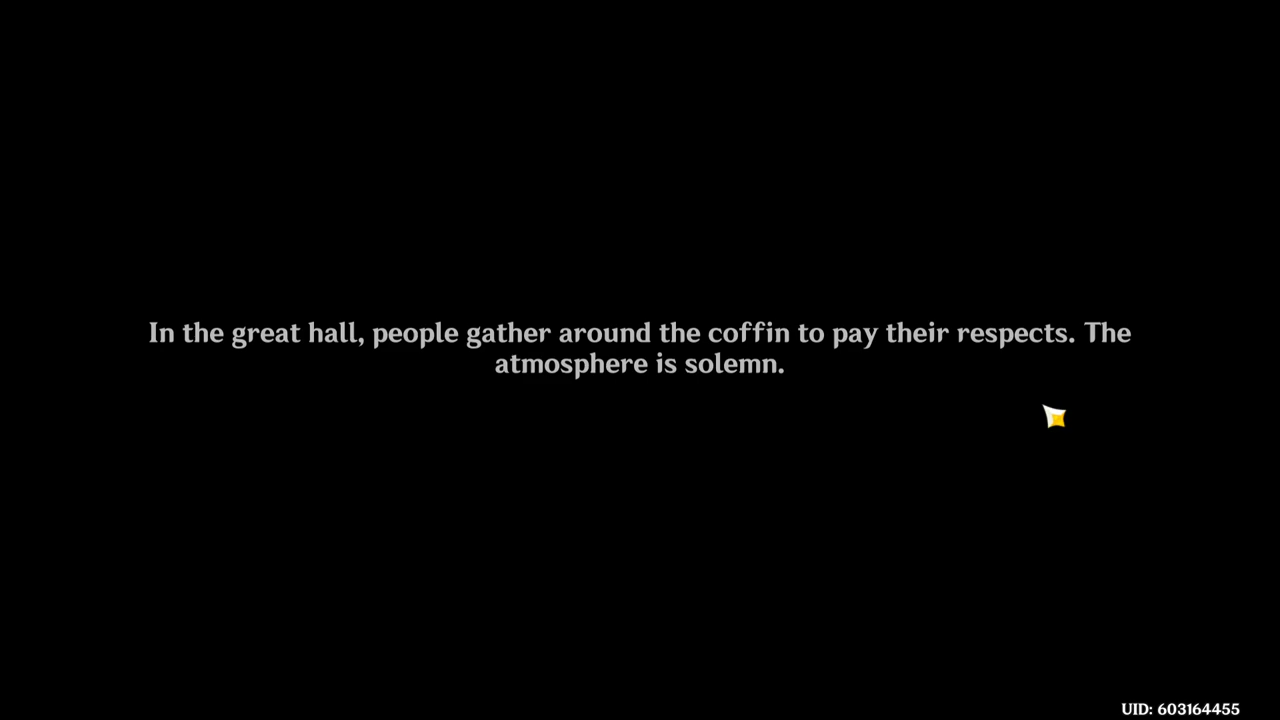 In the great hall, people gather around the coffin to pay their respects. The
atmosphere is solemn.
UID: 603164455